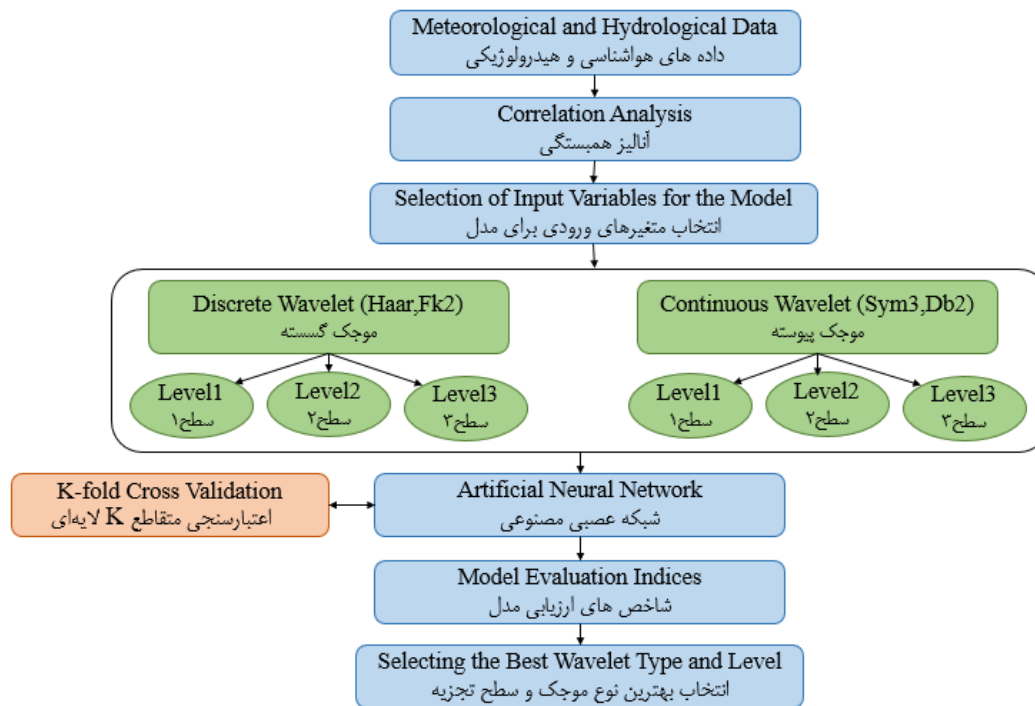 Meteorological and Hydrological Data
داده های هواشناسی و هیدرولوژیکی
Correlation Analysis
آنالیز همبستگی
Selection of Input Variables for the Model
انتخاب متغیرهای ورودی برای مدل
Discrete Wavelet (Haar,Fk2)
موجک گسسته
Level1
سطح۱
Level2
سطح۲
Level3
سطح۳
Continuous Wavelet (Sym3,Db2)
موجک پیوسته
Level1
سطح۱
Level2
سطح۲
Level3
سطح۳
K-fold Cross Validation
اعتبارسنجی متقاطع K لایه‌ای
Artificial Neural Network
شبکه عصبی مصنوعی
Model Evaluation Indices
شاخص های ارزیابی مدل
Selecting the Best Wavelet Type and Level
انتخاب بهترین نوع موجک و سطح تجزیه